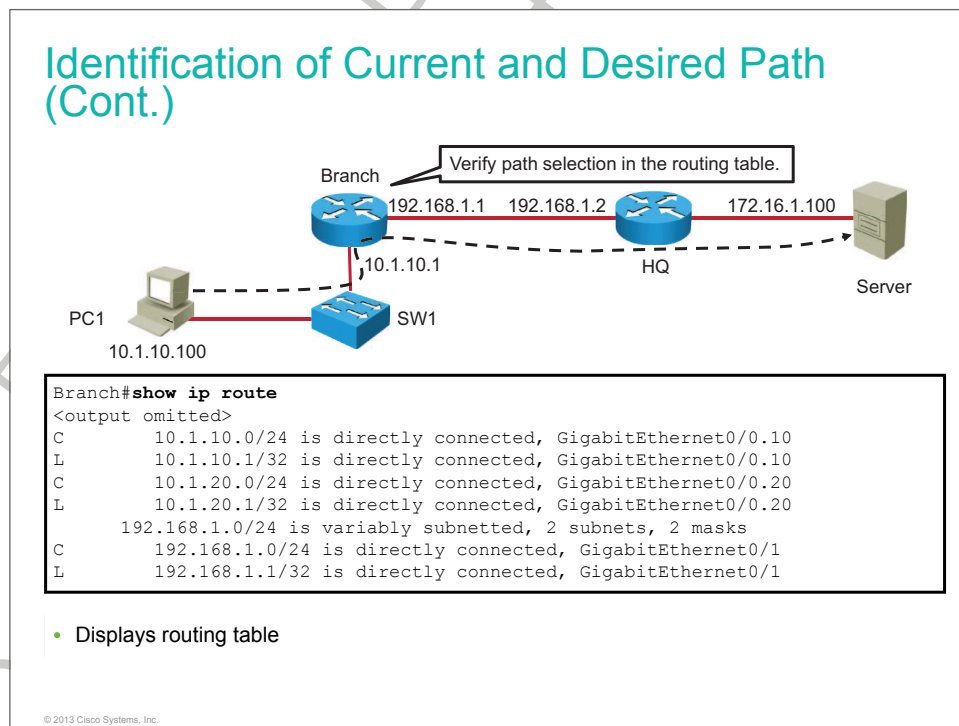 Identification of Current and Desired Path
(Cont.)
Verify path selection in the routing table.
Branch
192.168.1.1
192.168.1.2
172.16.1.100
10.1.10.1
HQ
Server
PC1
SW1
10.1.10.100
Branch#show ip route
<output omitted>
C        10.1.10.0/24 is directly connected, GigabitEthernet0/0.10
L        10.1.10.1/32 is directly connected, GigabitEthernet0/0.10
C        10.1.20.0/24 is directly connected, GigabitEthernet0/0.20
L        10.1.20.1/32 is directly connected, GigabitEthernet0/0.20
      192.168.1.0/24 is variably subnetted, 2 subnets, 2 masks
C        192.168.1.0/24 is directly connected, GigabitEthernet0/1
L        192.168.1.1/32 is directly connected, GigabitEthernet0/1
• Displays routing table
© 2013 Cisco Systems, Inc.